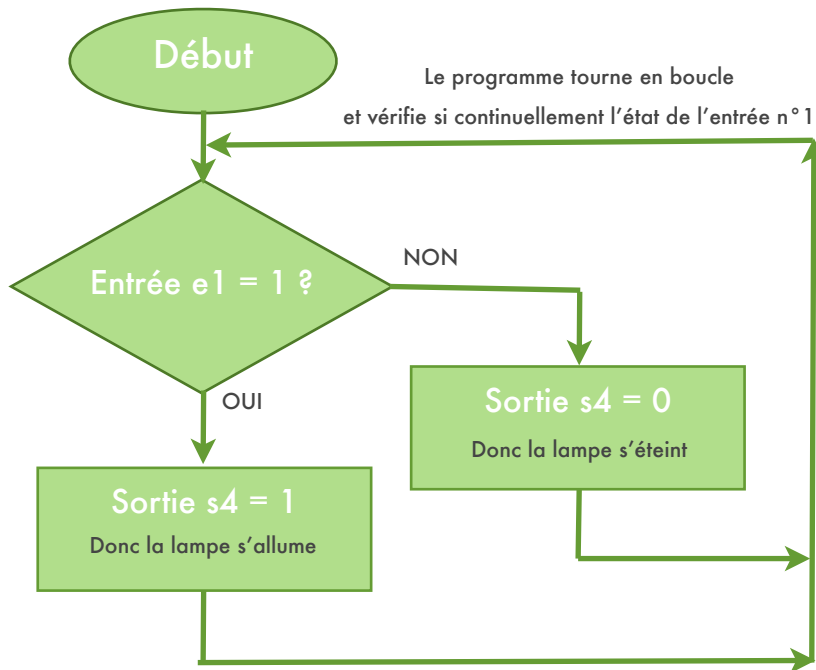 Début
Le programme tourne en boucle
et vérifie si continuellement l'état de l'entrée n°1
Entrée e1 = 1 ?
NON
OUI
Sortie s4 = 0
Donc la lampe s'éteint
Sortie s4 = 1
Donc la lampe s'allume